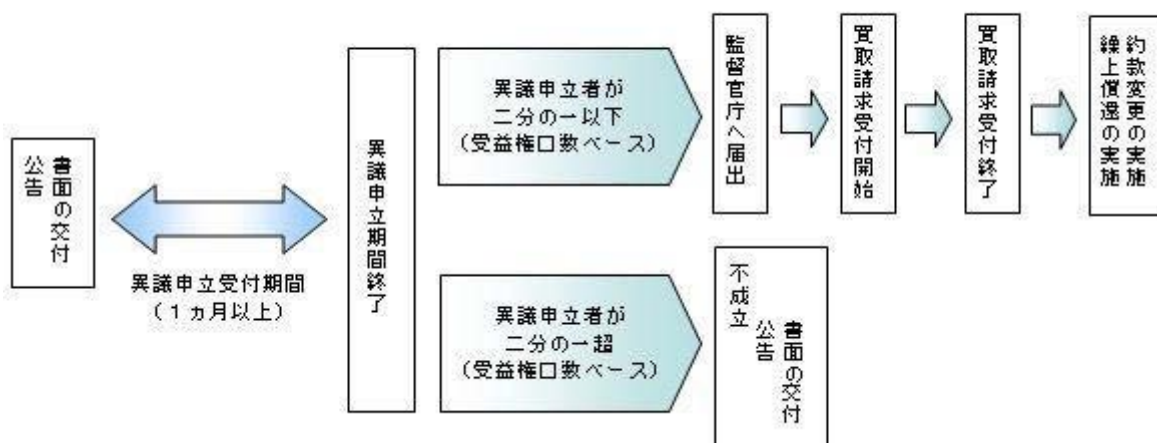 書面の交付
公告
異議申立受付期間
（１ヵ月以上）
異議申立期間終了
異議申立者が
二分の一以下
（受益権口数ベース）
監督官庁へ届出
買取請求受付開始
買取請求受付終了
約款変更の実施
繰上償還の実施
異議申立者が
二分の一超
（受益権口数ベース）
不成立
書面の交付
公告